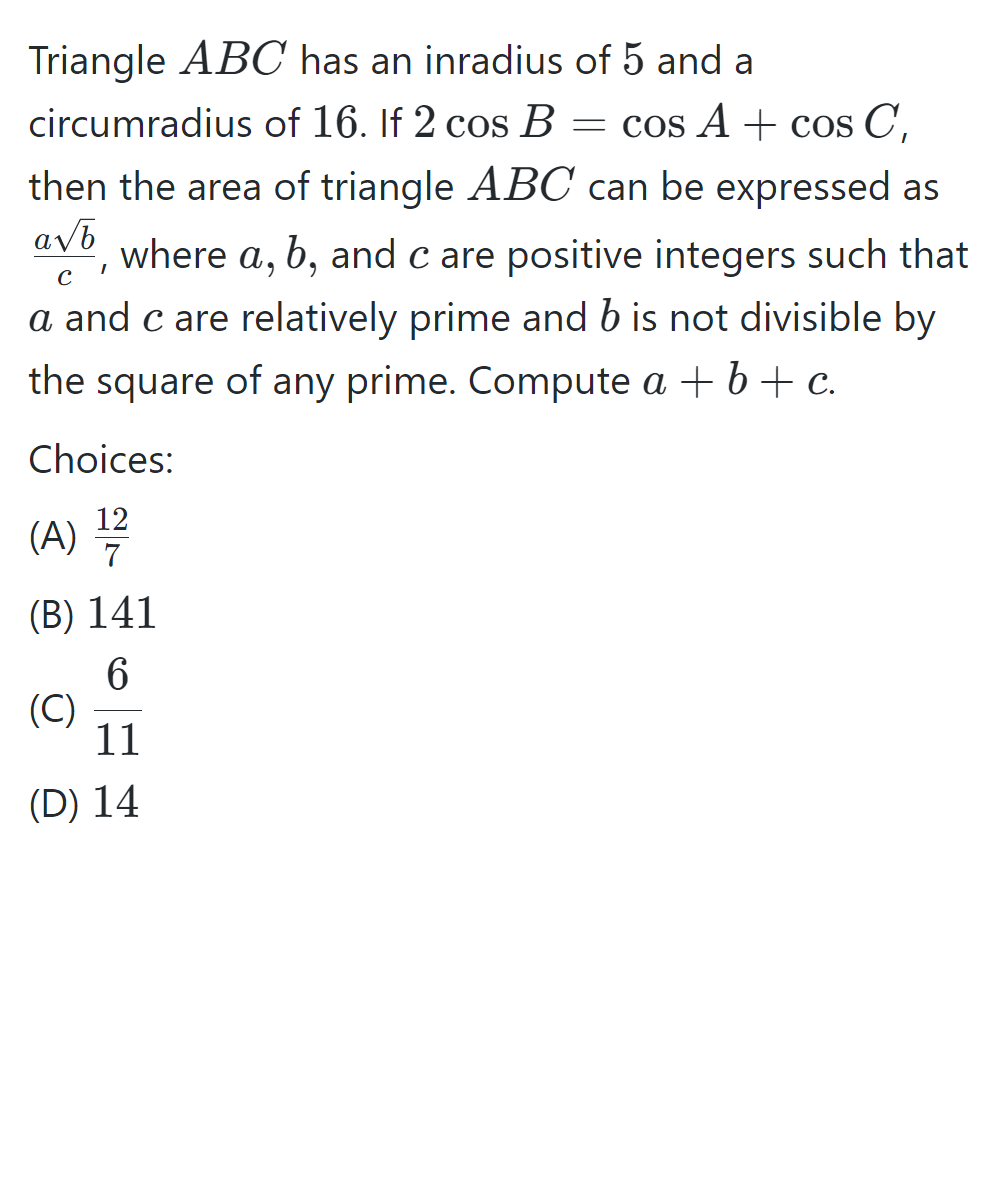 Triangle $ABC$ has an inradius of $5$ and a
circumradius of $16$. If $2\cos B = \cos A + \cos C$,
then the area of triangle $ABC$ can be expressed as
$\frac{a\sqrt{b}}{c}$, where $a, b,$ and $c$ are positive integers such that
$a$ and $c$ are relatively prime and $b$ is not divisible by
the square of any prime. Compute $a + b + c$.
Choices:
(A) $\frac{12}{7}$
(B) $141$
(C) $\dfrac{6}{11}$
(D) $14$